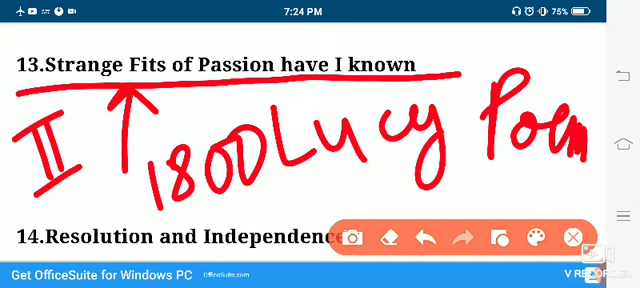 7:24 PM
75%
13.Strange Fits of Passion have I known
II 1800 Lucy Poem
14.Resolution and Independence
Get OfficeSuite for Windows PC OfficeSuite.com
V RECORDER